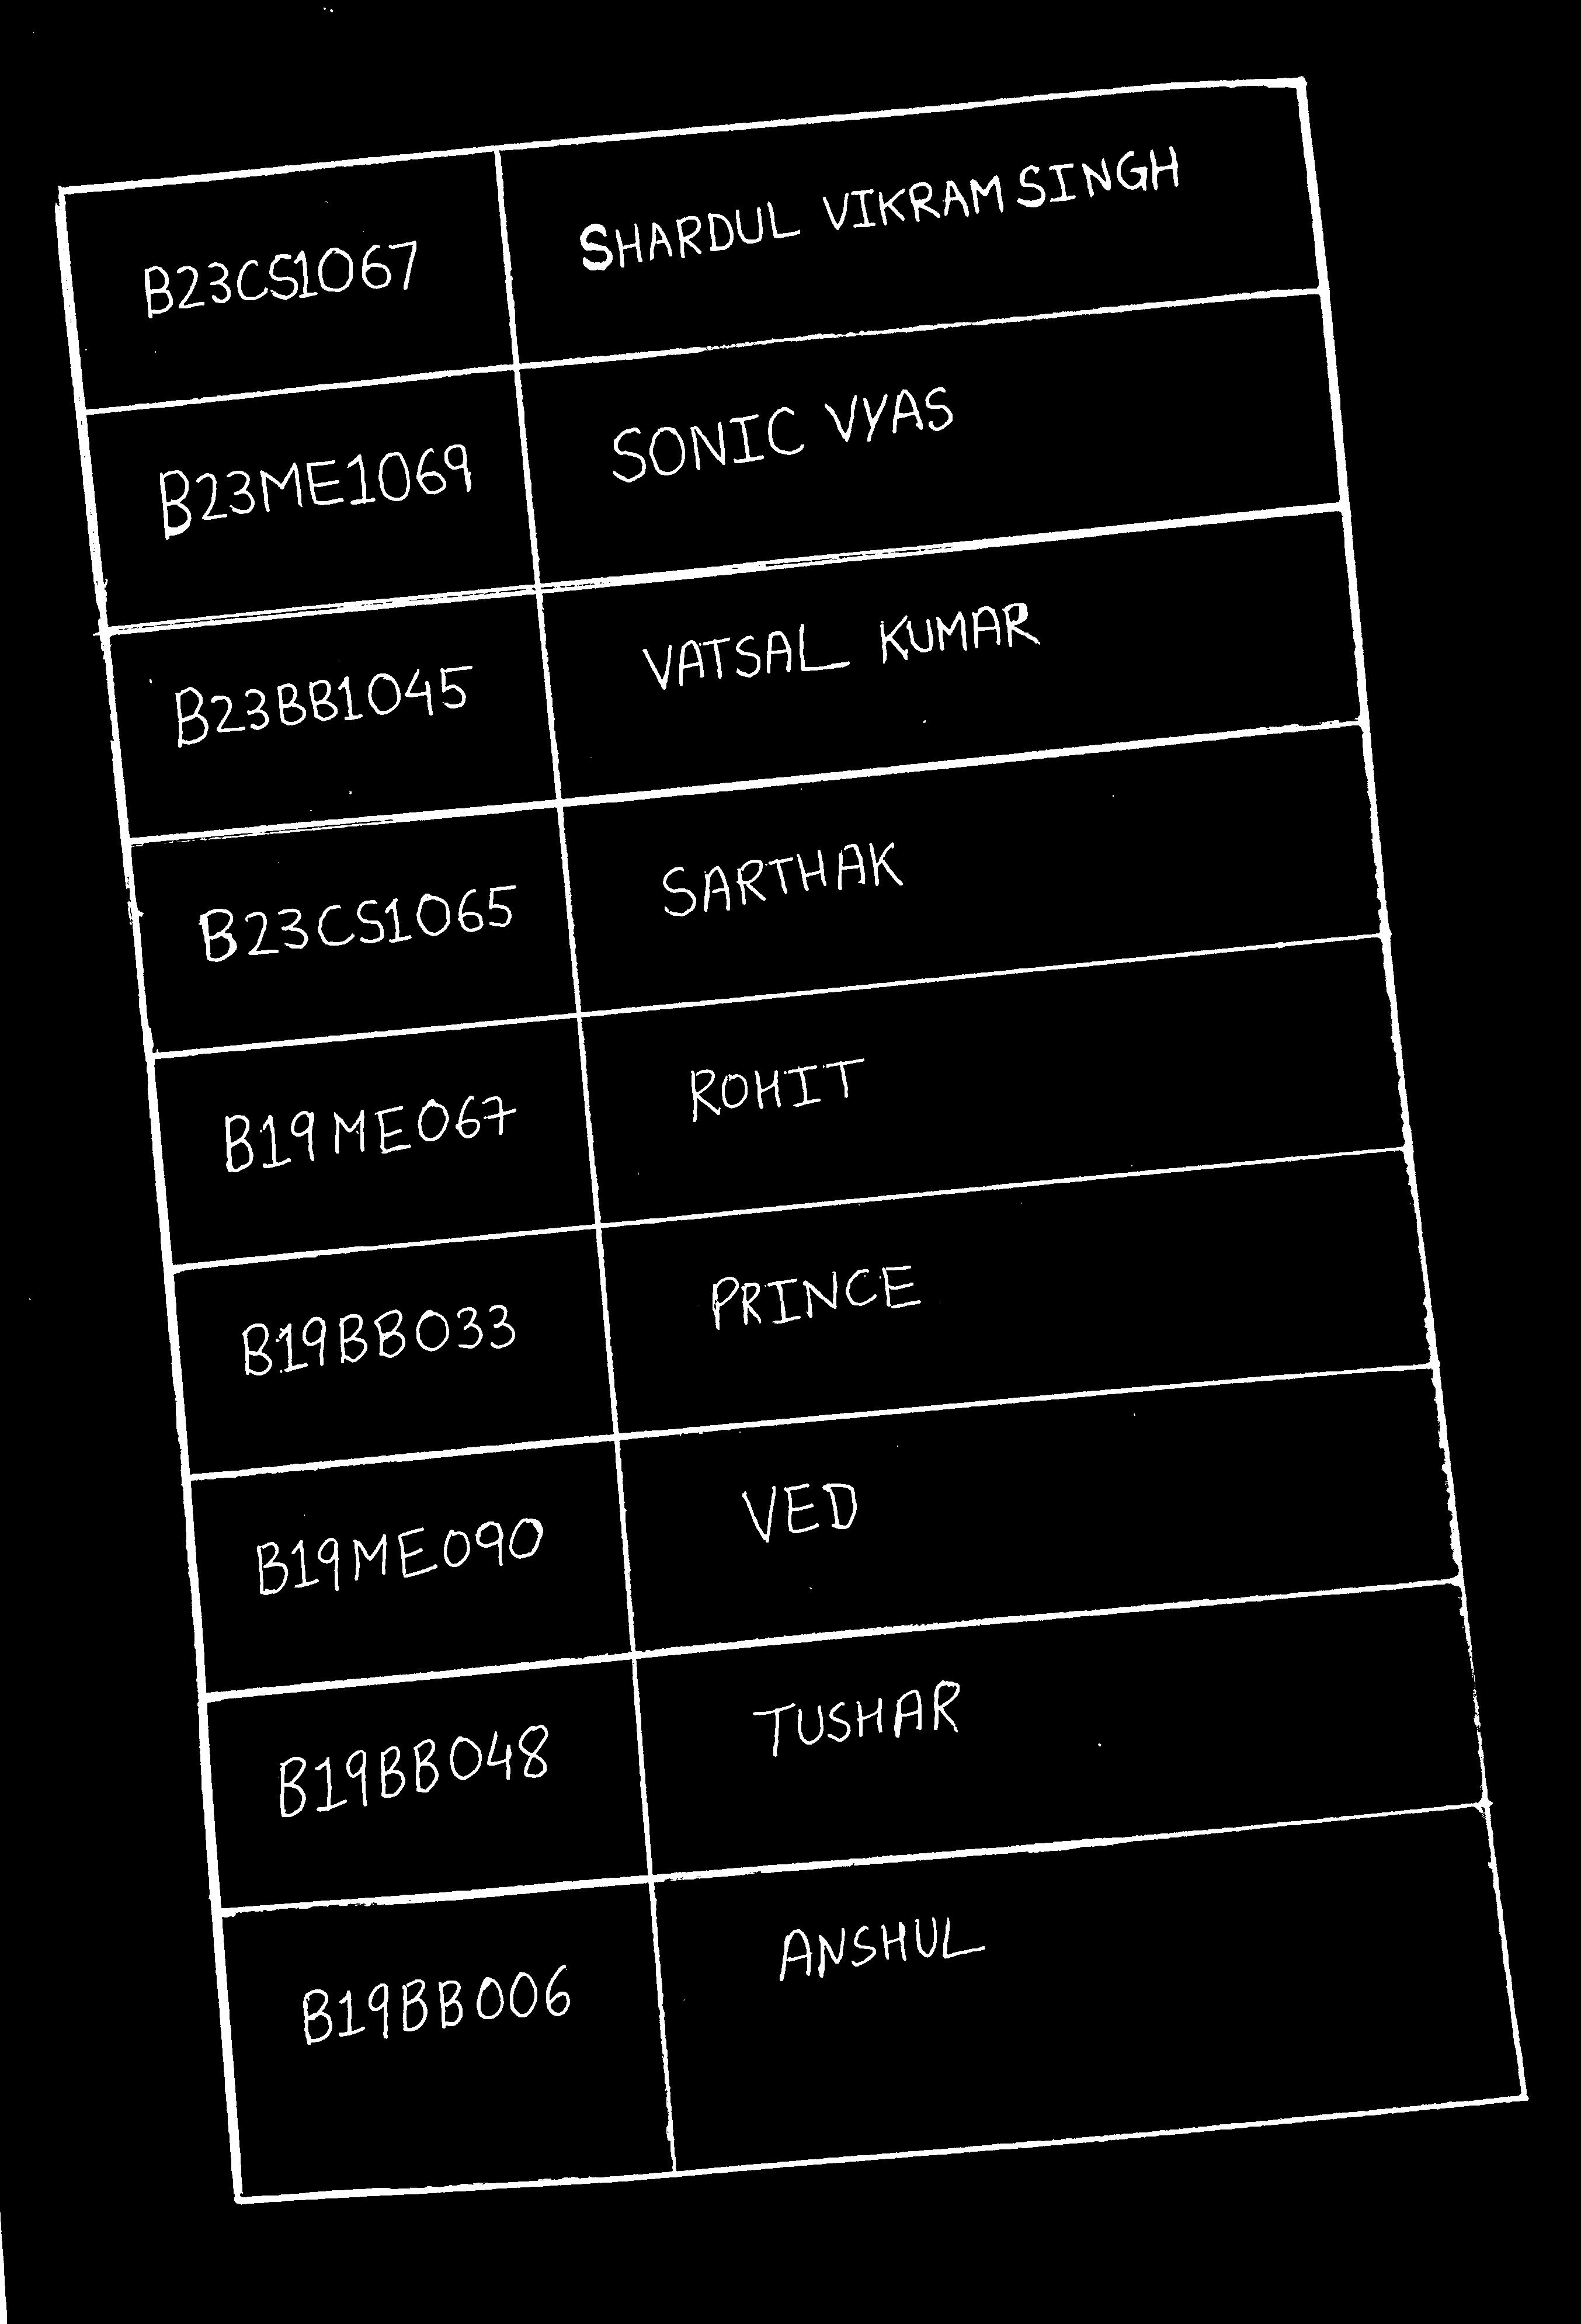 B23CS1067 SHARDUL VIKRAM SINGH
B23ME1069 SONIC VYAS
B23BB1045 VATSAL KUMAR
B23CS1065 SARTHAK
B19ME067 ROHIT
B19BB033 PRINCE
B19ME090 VED
B19BB048 TUSHAR
B19BB006 ANSHUL